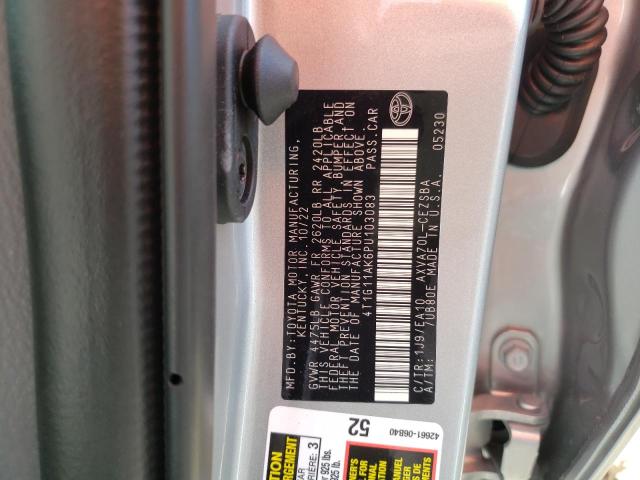 MFD.BY:TOYOTA MOTOR MANUFACTURING,
KENTUCKY, INC. 10/22
GVWR 4475LB GAWR FR 2620LB RR 2420LB
THIS VEHICLE CONFORMS TO ALL APPLICABLE
FEDERAL MOTOR VEHICLE SAFETY, BUMPER, AND
THEFT PREVENTION STANDARDS IN EFFECT ON
THE DATE OF MANUFACTURE SHOWN ABOVE.
4T1G11AK6PU103083 PASS.CAR
C/TR:1J9/EA10 AXVA70L-CEZSBA
A/TM: 7UB80E MADE IN U.S.A. 05230
52
42661-06B40